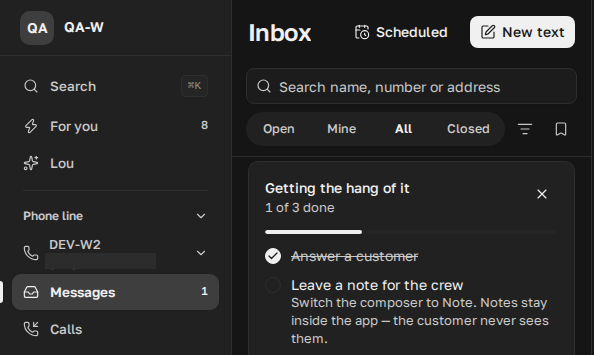 QA QA-W
Search ⌘K
For you 8
Lou
Phone line
DEV-W2
Messages 1
Calls
Inbox
Scheduled
New text
Search name, number or address
Open Mine All Closed
Getting the hang of it
1 of 3 done
Answer a customer
Leave a note for the crew
Switch the composer to Note. Notes stay
inside the app — the customer never sees
them.